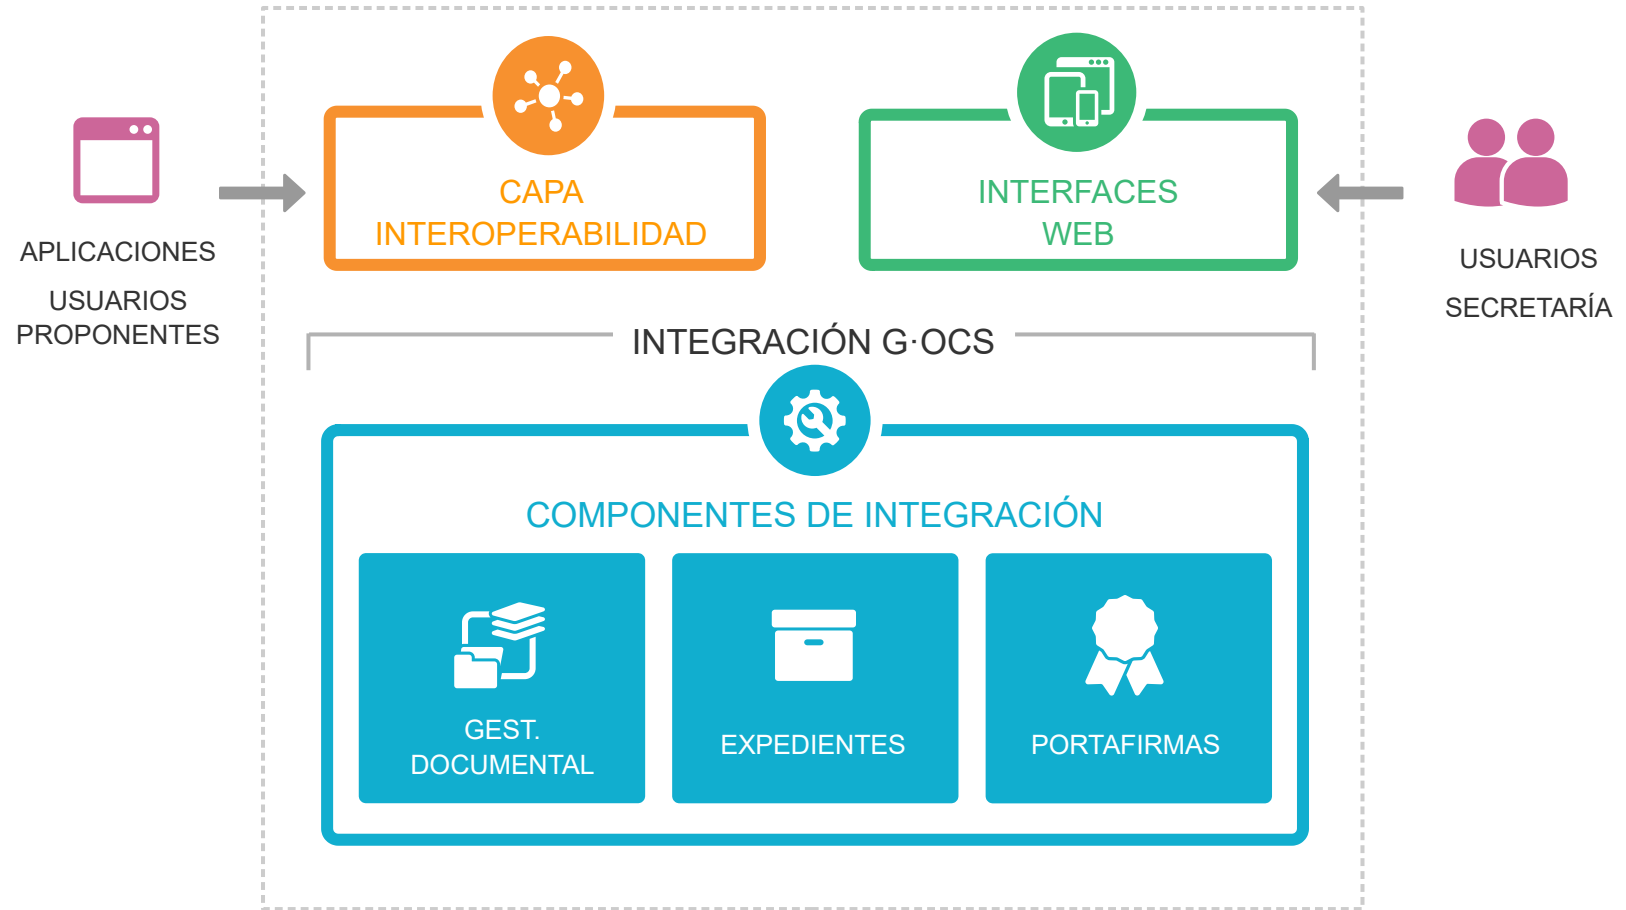 CAPA
INTEROPERABILIDAD
INTERFACES
WEB
APLICACIONES
USUARIOS
PROPONENTES
USUARIOS
SECRETARÍA
INTEGRACIÓN G·OCS
COMPONENTES DE INTEGRACIÓN
GEST.
DOCUMENTAL
EXPEDIENTES
PORTAFIRMAS